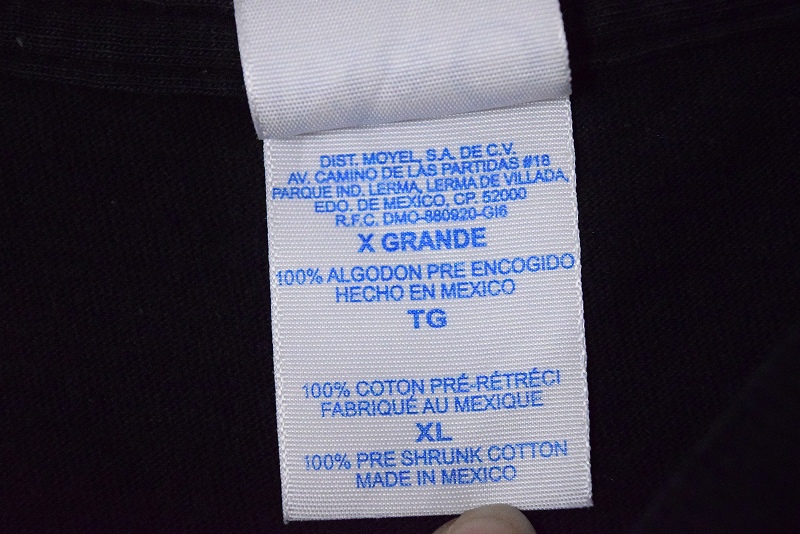 DIST. MOYEL, S.A. DE C.V.
AV. CAMINO DE LAS PARTIDAS #18
PARQUE IND. LERMA, LERMA DE VILLADA,
EDO. DE MEXICO, CP. 52000
R.F.C. DMO-880920-GI6
X GRANDE
100% ALGODON PRE ENCOGIDO
HECHO EN MEXICO
TG
100% COTON PRÉ-RÉTRÉCI
FABRIQUÉ AU MEXIQUE
XL
100% PRE SHRUNK COTTON
MADE IN MEXICO